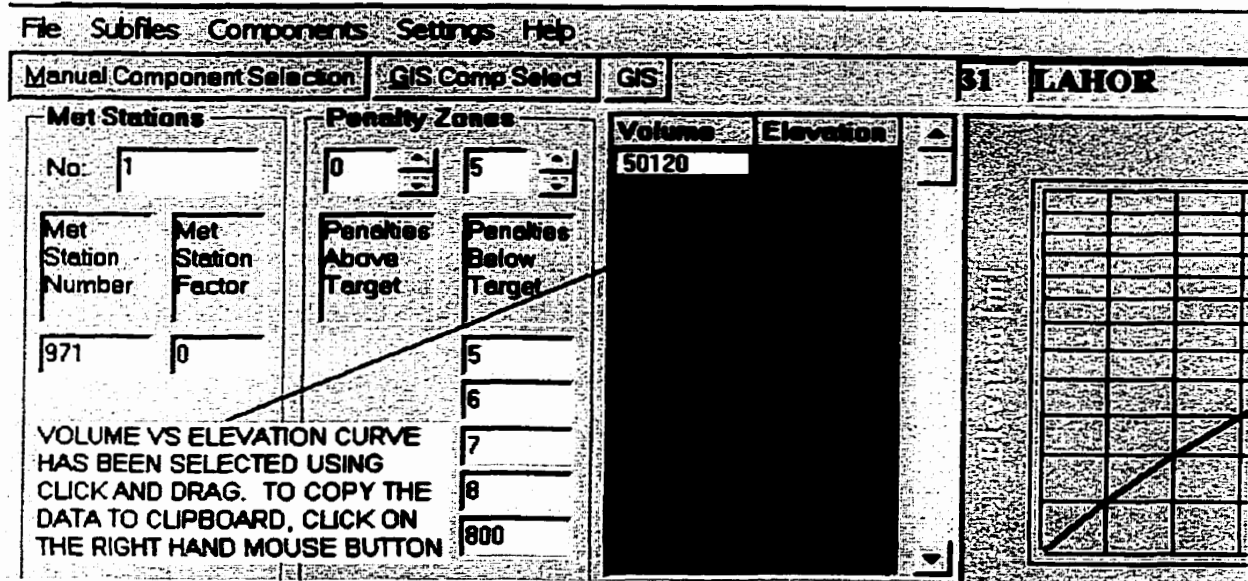 File Subfiles Components Settings Help
Manual Component Selection GIS Comp Select GIS 31 LAHOR
Met Stations
No: 1
Met Station Number
Met Station Factor
971 0
Penalty Zones
0 5
Penalties Above Target
Penalties Below Target
5
6
7
8
800
Volume Elevation
50120
VOLUME VS ELEVATION CURVE
HAS BEEN SELECTED USING
CLICK AND DRAG. TO COPY THE
DATA TO CLIPBOARD, CLICK ON
THE RIGHT HAND MOUSE BUTTON
Elevation [m]